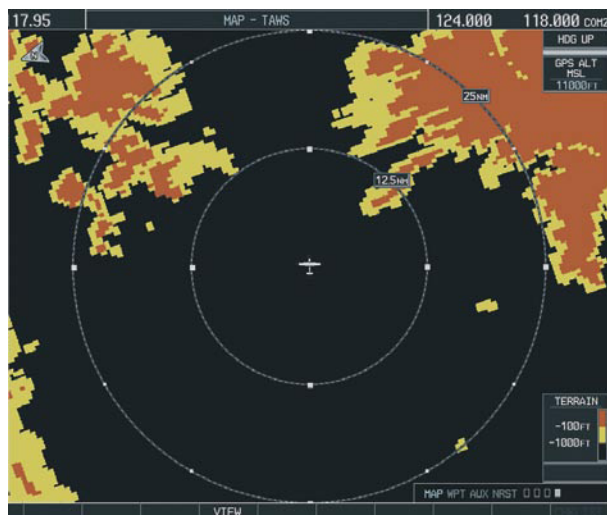 17.95
MAP - TAWS
124.000
118.000 COM2
HDG UP
GPS ALT
MSL
11000FT
25NM
12.5NM
TERRAIN
-100FT
-1000FT
MAP WPT AUX NRST
VIEW